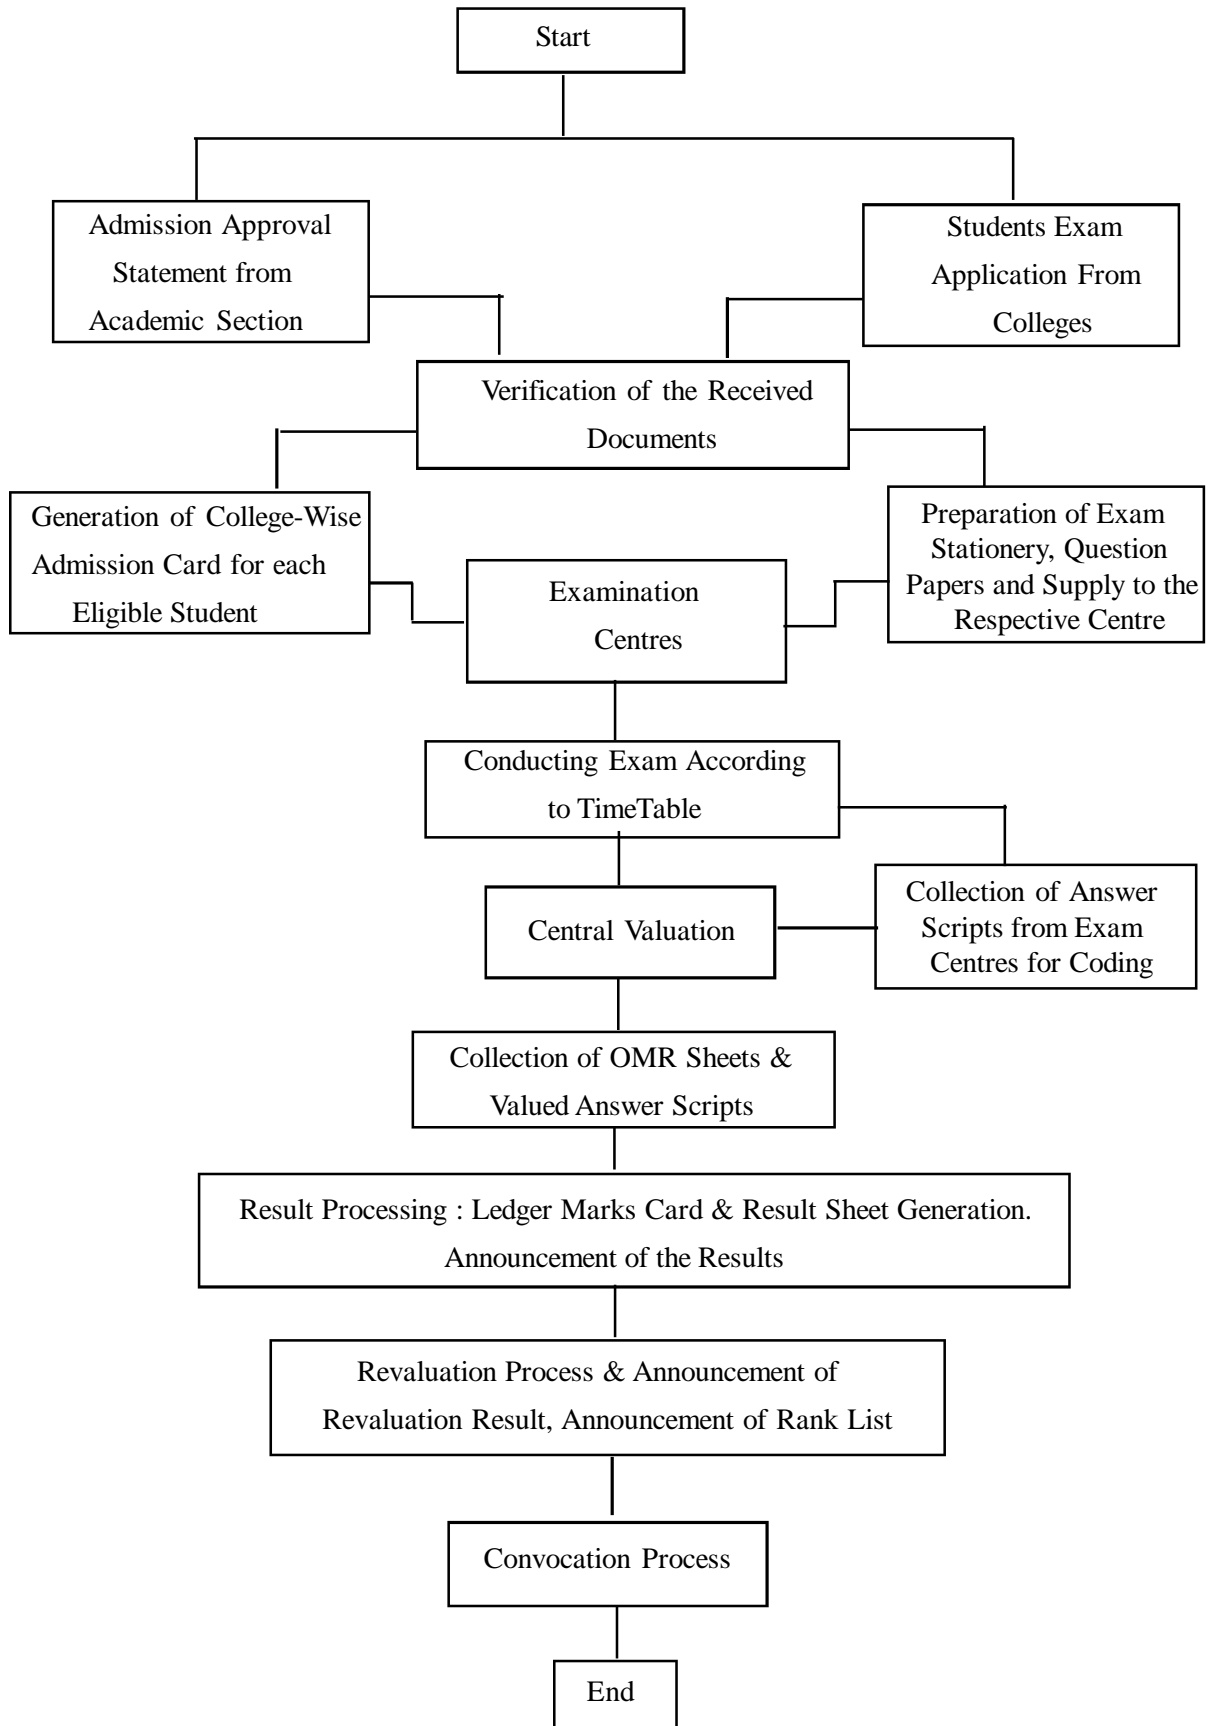 Start
Admission Approval
Statement from
Academic Section
Students Exam
Application From
Colleges
Verification of the Received
Documents
Generation of College-Wise
Admission Card for each
Eligible Student
Examination
Centres
Preparation of Exam
Stationery, Question
Papers and Supply to the
Respective Centre
Conducting Exam According
to TimeTable
Central Valuation
Collection of Answer
Scripts from Exam
Centres for Coding
Collection of OMR Sheets &
Valued Answer Scripts
Result Processing : Ledger Marks Card & Result Sheet Generation.
Announcement of the Results
Revaluation Process & Announcement of
Revaluation Result, Announcement of Rank List
Convocation Process
End